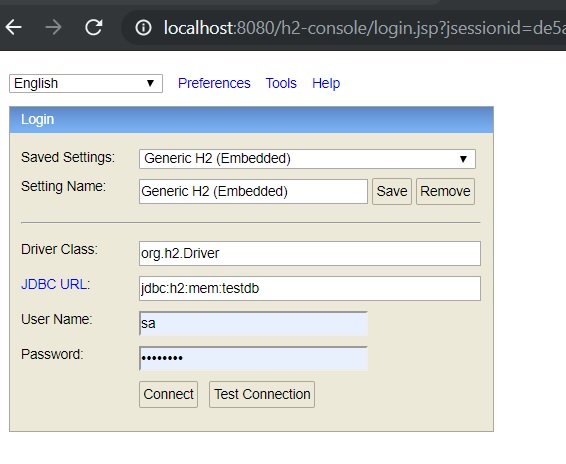 localhost:8080/h2-console/login.jsp?jsessionid=de5a
English Preferences Tools Help
Login
Saved Settings: Generic H2 (Embedded)
Setting Name: Generic H2 (Embedded) Save Remove
Driver Class: org.h2.Driver
JDBC URL: jdbc:h2:mem:testdb
User Name: sa
Password: ••••••••
Connect Test Connection